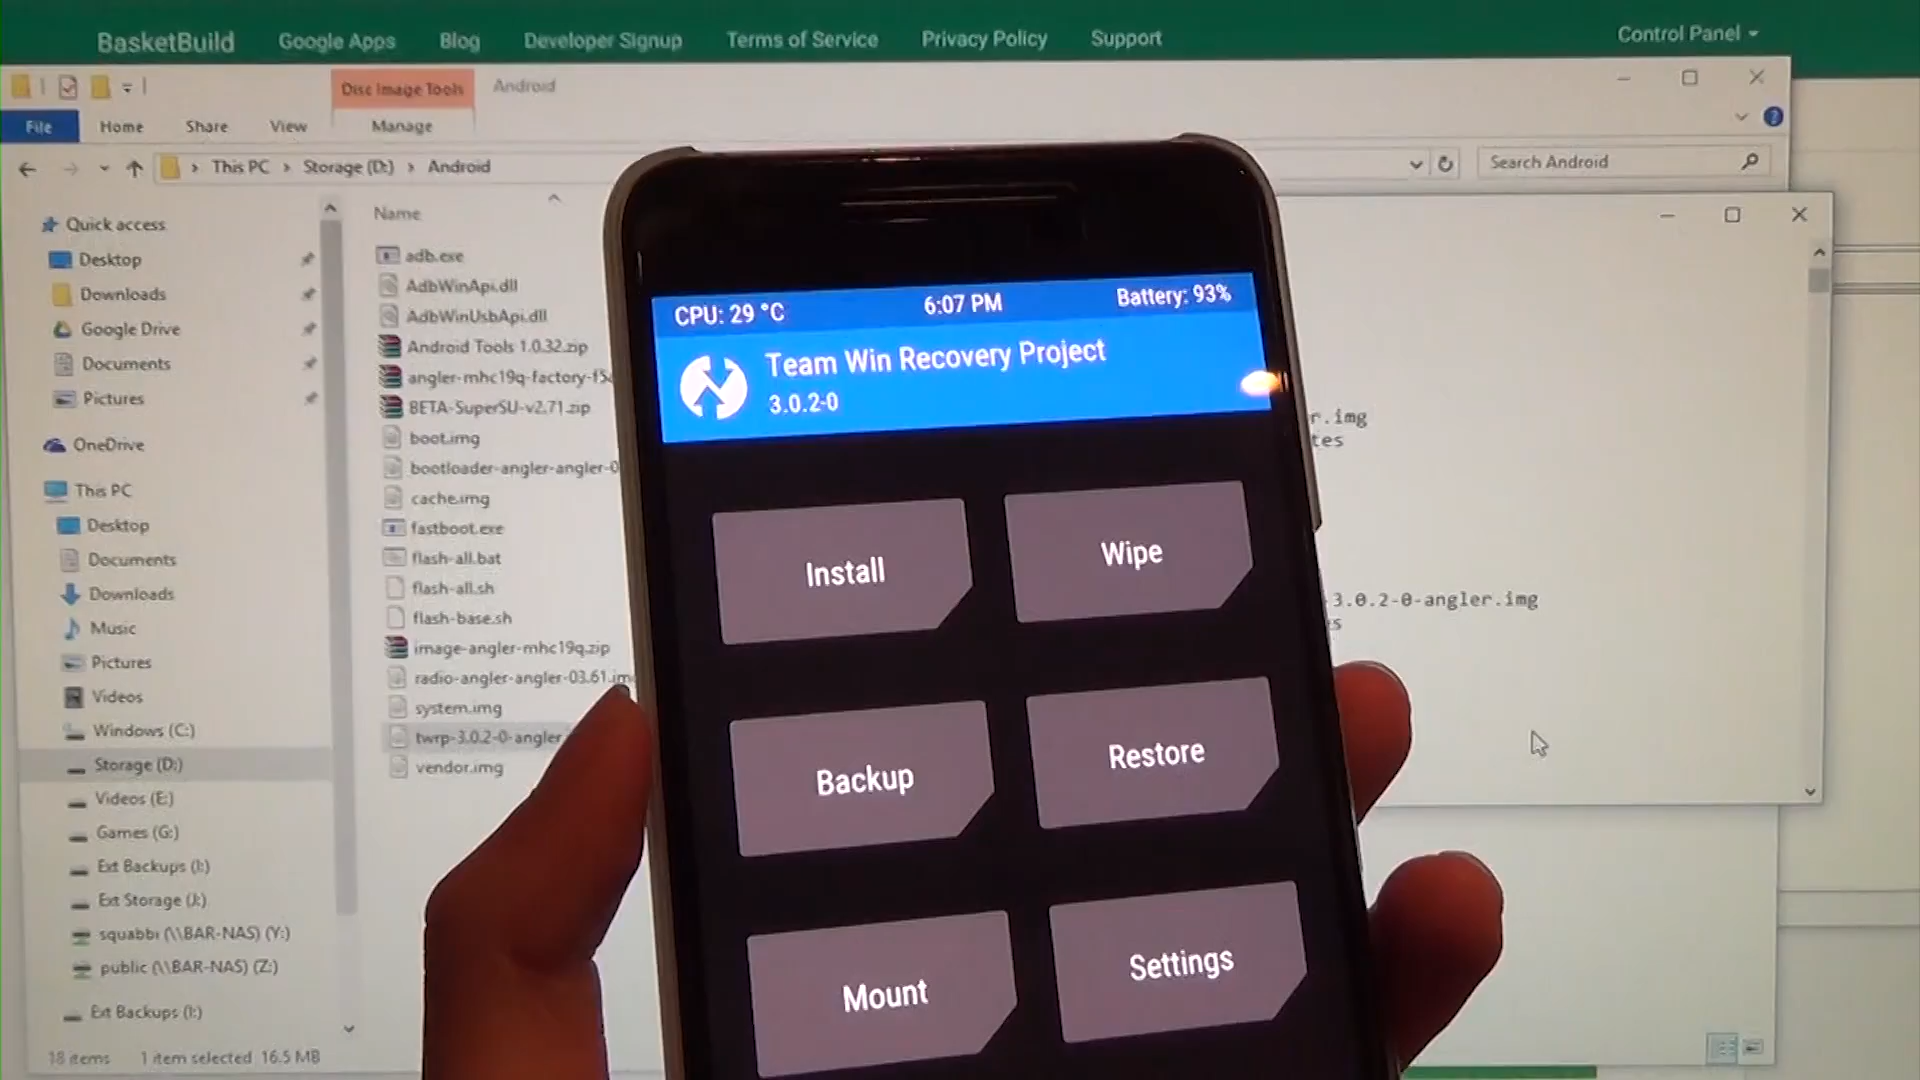 BasketBuild Google Apps Blog Developer Signup Terms of Service Privacy Policy Support Control Panel
Disc Image Tools Android
File Home Share View Manage
This PC > Storage (D:) > Android
Search Android
Quick access
Desktop
Downloads
Google Drive
Documents
Pictures
OneDrive
This PC
Desktop
Documents
Downloads
Music
Pictures
Videos
Windows (C:)
Storage (D:)
Videos (E:)
Games (G:)
Ext Backups (I:)
Ext Storage (J:)
squabbi (\\BAR-NAS) (Y:)
public (\\BAR-NAS) (Z:)
Ext Backups (I:)
18 items 1 item selected 16.5 MB
Name
adb.exe
AdbWinApi.dll
AdbWinUsbApi.dll
Android Tools 1.0.32.zip
angler-mhc19q-factory-f5
BETA-SuperSU-v2.71.zip
boot.img
bootloader-angler-angler-0
cache.img
fastboot.exe
flash-all.bat
flash-all.sh
flash-base.sh
image-angler-mhc19q.zip
radio-angler-angler-03.61.im
system.img
twrp-3.0.2-0-angler
vendor.img
CPU: 29 °C 6:07 PM Battery: 93%
Team Win Recovery Project
3.0.2-0
Install Wipe
Backup Restore
Mount Settings
r.img
tes
3.0.2-0-angler.img
s